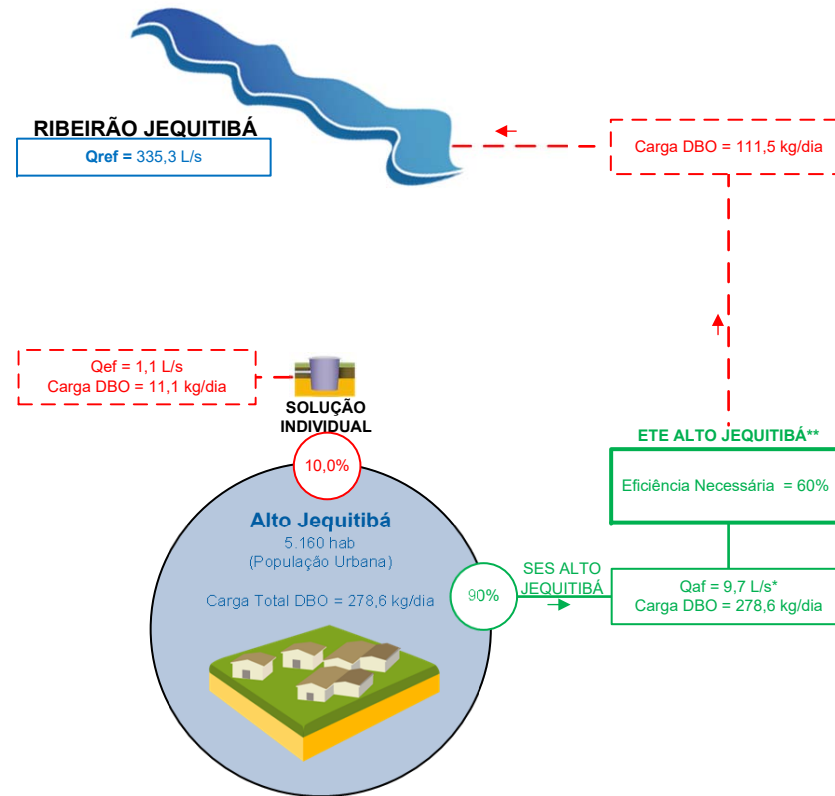 RIBEIRÃO JEQUITIBÁ
Qref = 335,3 L/s
Carga DBO = 111,5 kg/dia
Qef = 1,1 L/s
Carga DBO = 11,1 kg/dia
SOLUÇÃO
INDIVIDUAL
10,0%
ETE ALTO JEQUITIBÁ**
Eficiência Necessária = 60%
Alto Jequitibá
5.160 hab
(População Urbana)
Carga Total DBO = 278,6 kg/dia
90%
SES ALTO
JEQUITIBÁ
Qaf = 9,7 L/s*
Carga DBO = 278,6 kg/dia